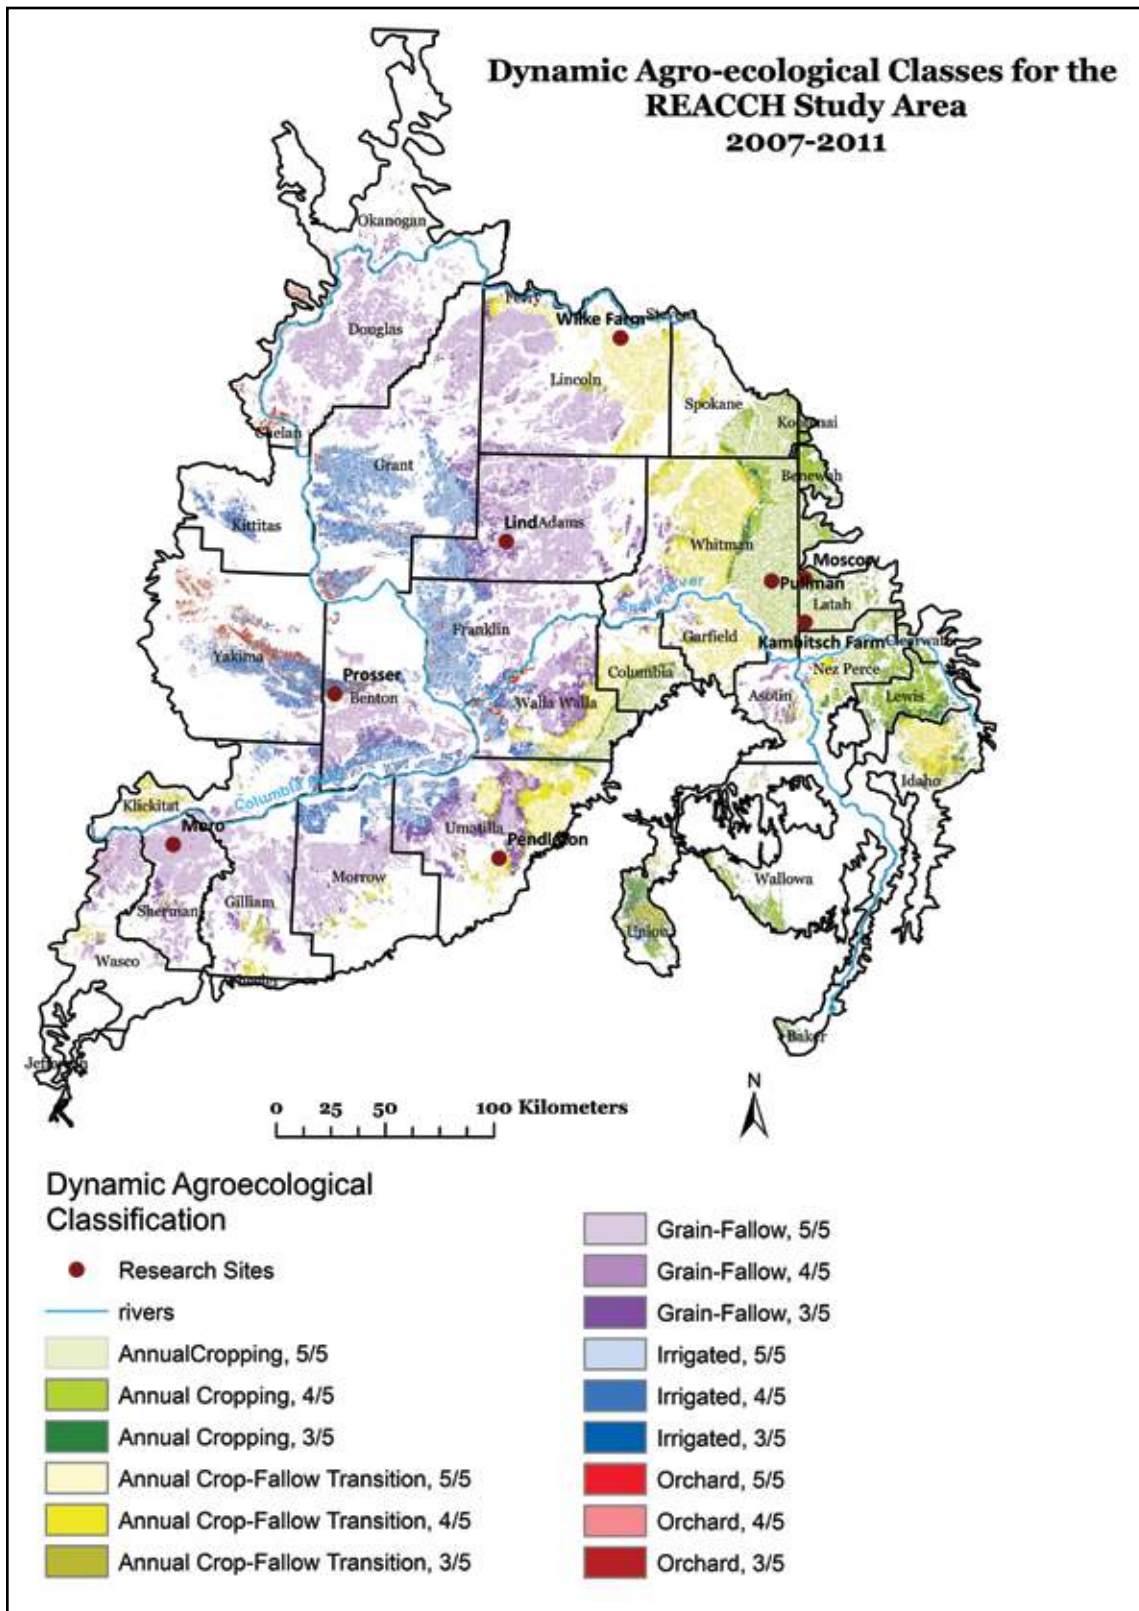 Dynamic Agro-ecological Classes for the
REACCH Study Area
2007-2011
Okanogan
Douglas
Ferry
Wilke Farm
Lincoln
Spokane
Kootenai
Chelan
Grant
Benewah
Kittitas
Lind
Adams
Whitman
Moscow
Pullman
Latah
Snake River
Franklin
Garfield
Kambitsch Farm
Clearwater
Yakima
Columbia
Nez Perce
Prosser
Benton
Walla Walla
Asotin
Lewis
Idaho
Columbia
Klickitat
Moro
Umatilla
Pendleton
Morrow
Wallowa
Gilliam
Sherman
Union
Wasco
Baker
Jefferson
N
0 25 50 100 Kilometers
Dynamic Agroecological
Classification
Research Sites
rivers
AnnualCropping, 5/5
Annual Cropping, 4/5
Annual Cropping, 3/5
Annual Crop-Fallow Transition, 5/5
Annual Crop-Fallow Transition, 4/5
Annual Crop-Fallow Transition, 3/5
Grain-Fallow, 5/5
Grain-Fallow, 4/5
Grain-Fallow, 3/5
Irrigated, 5/5
Irrigated, 4/5
Irrigated, 3/5
Orchard, 5/5
Orchard, 4/5
Orchard, 3/5